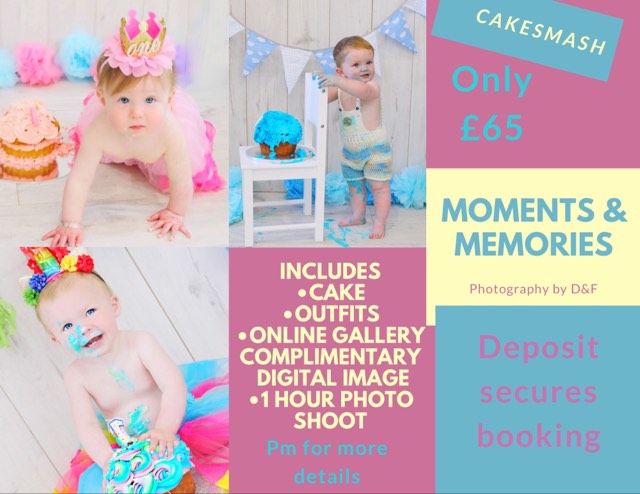 one
CAKESMASH
Only
£65
MOMENTS &
MEMORIES
Photography by D&F
INCLUDES
•CAKE
•OUTFITS
•ONLINE GALLERY
COMPLIMENTARY
DIGITAL IMAGE
•1 HOUR PHOTO
SHOOT
Pm for more
details
Deposit
secures
booking